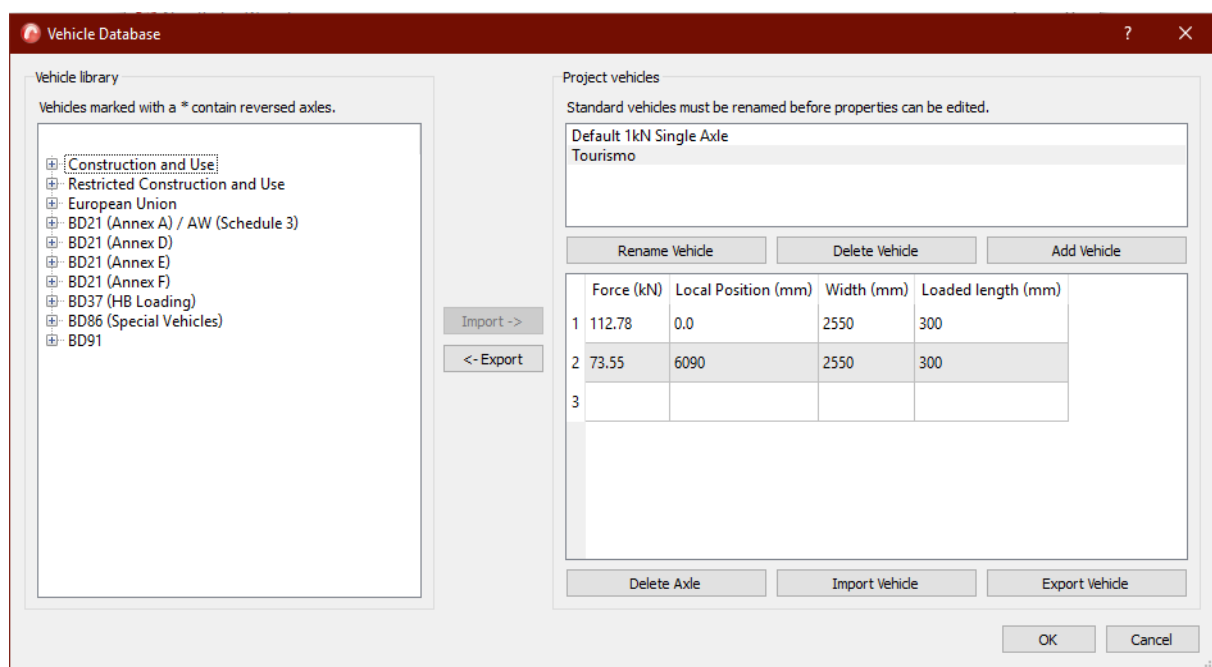 Vehicle Database
?
Vehicle library
Vehicles marked with a * contain reversed axles.
Construction and Use
Restricted Construction and Use
European Union
BD21 (Annex A) / AW (Schedule 3)
BD21 (Annex D)
BD21 (Annex E)
BD21 (Annex F)
BD37 (HB Loading)
BD86 (Special Vehicles)
BD91
Import ->
<- Export
Project vehicles
Standard vehicles must be renamed before properties can be edited.
Default 1kN Single Axle
Tourismo
Rename Vehicle Delete Vehicle Add Vehicle
Force (kN) Local Position (mm) Width (mm) Loaded length (mm)
1 112.78 0.0 2550 300
2 73.55 6090 2550 300
3
Delete Axle Import Vehicle Export Vehicle
OK Cancel